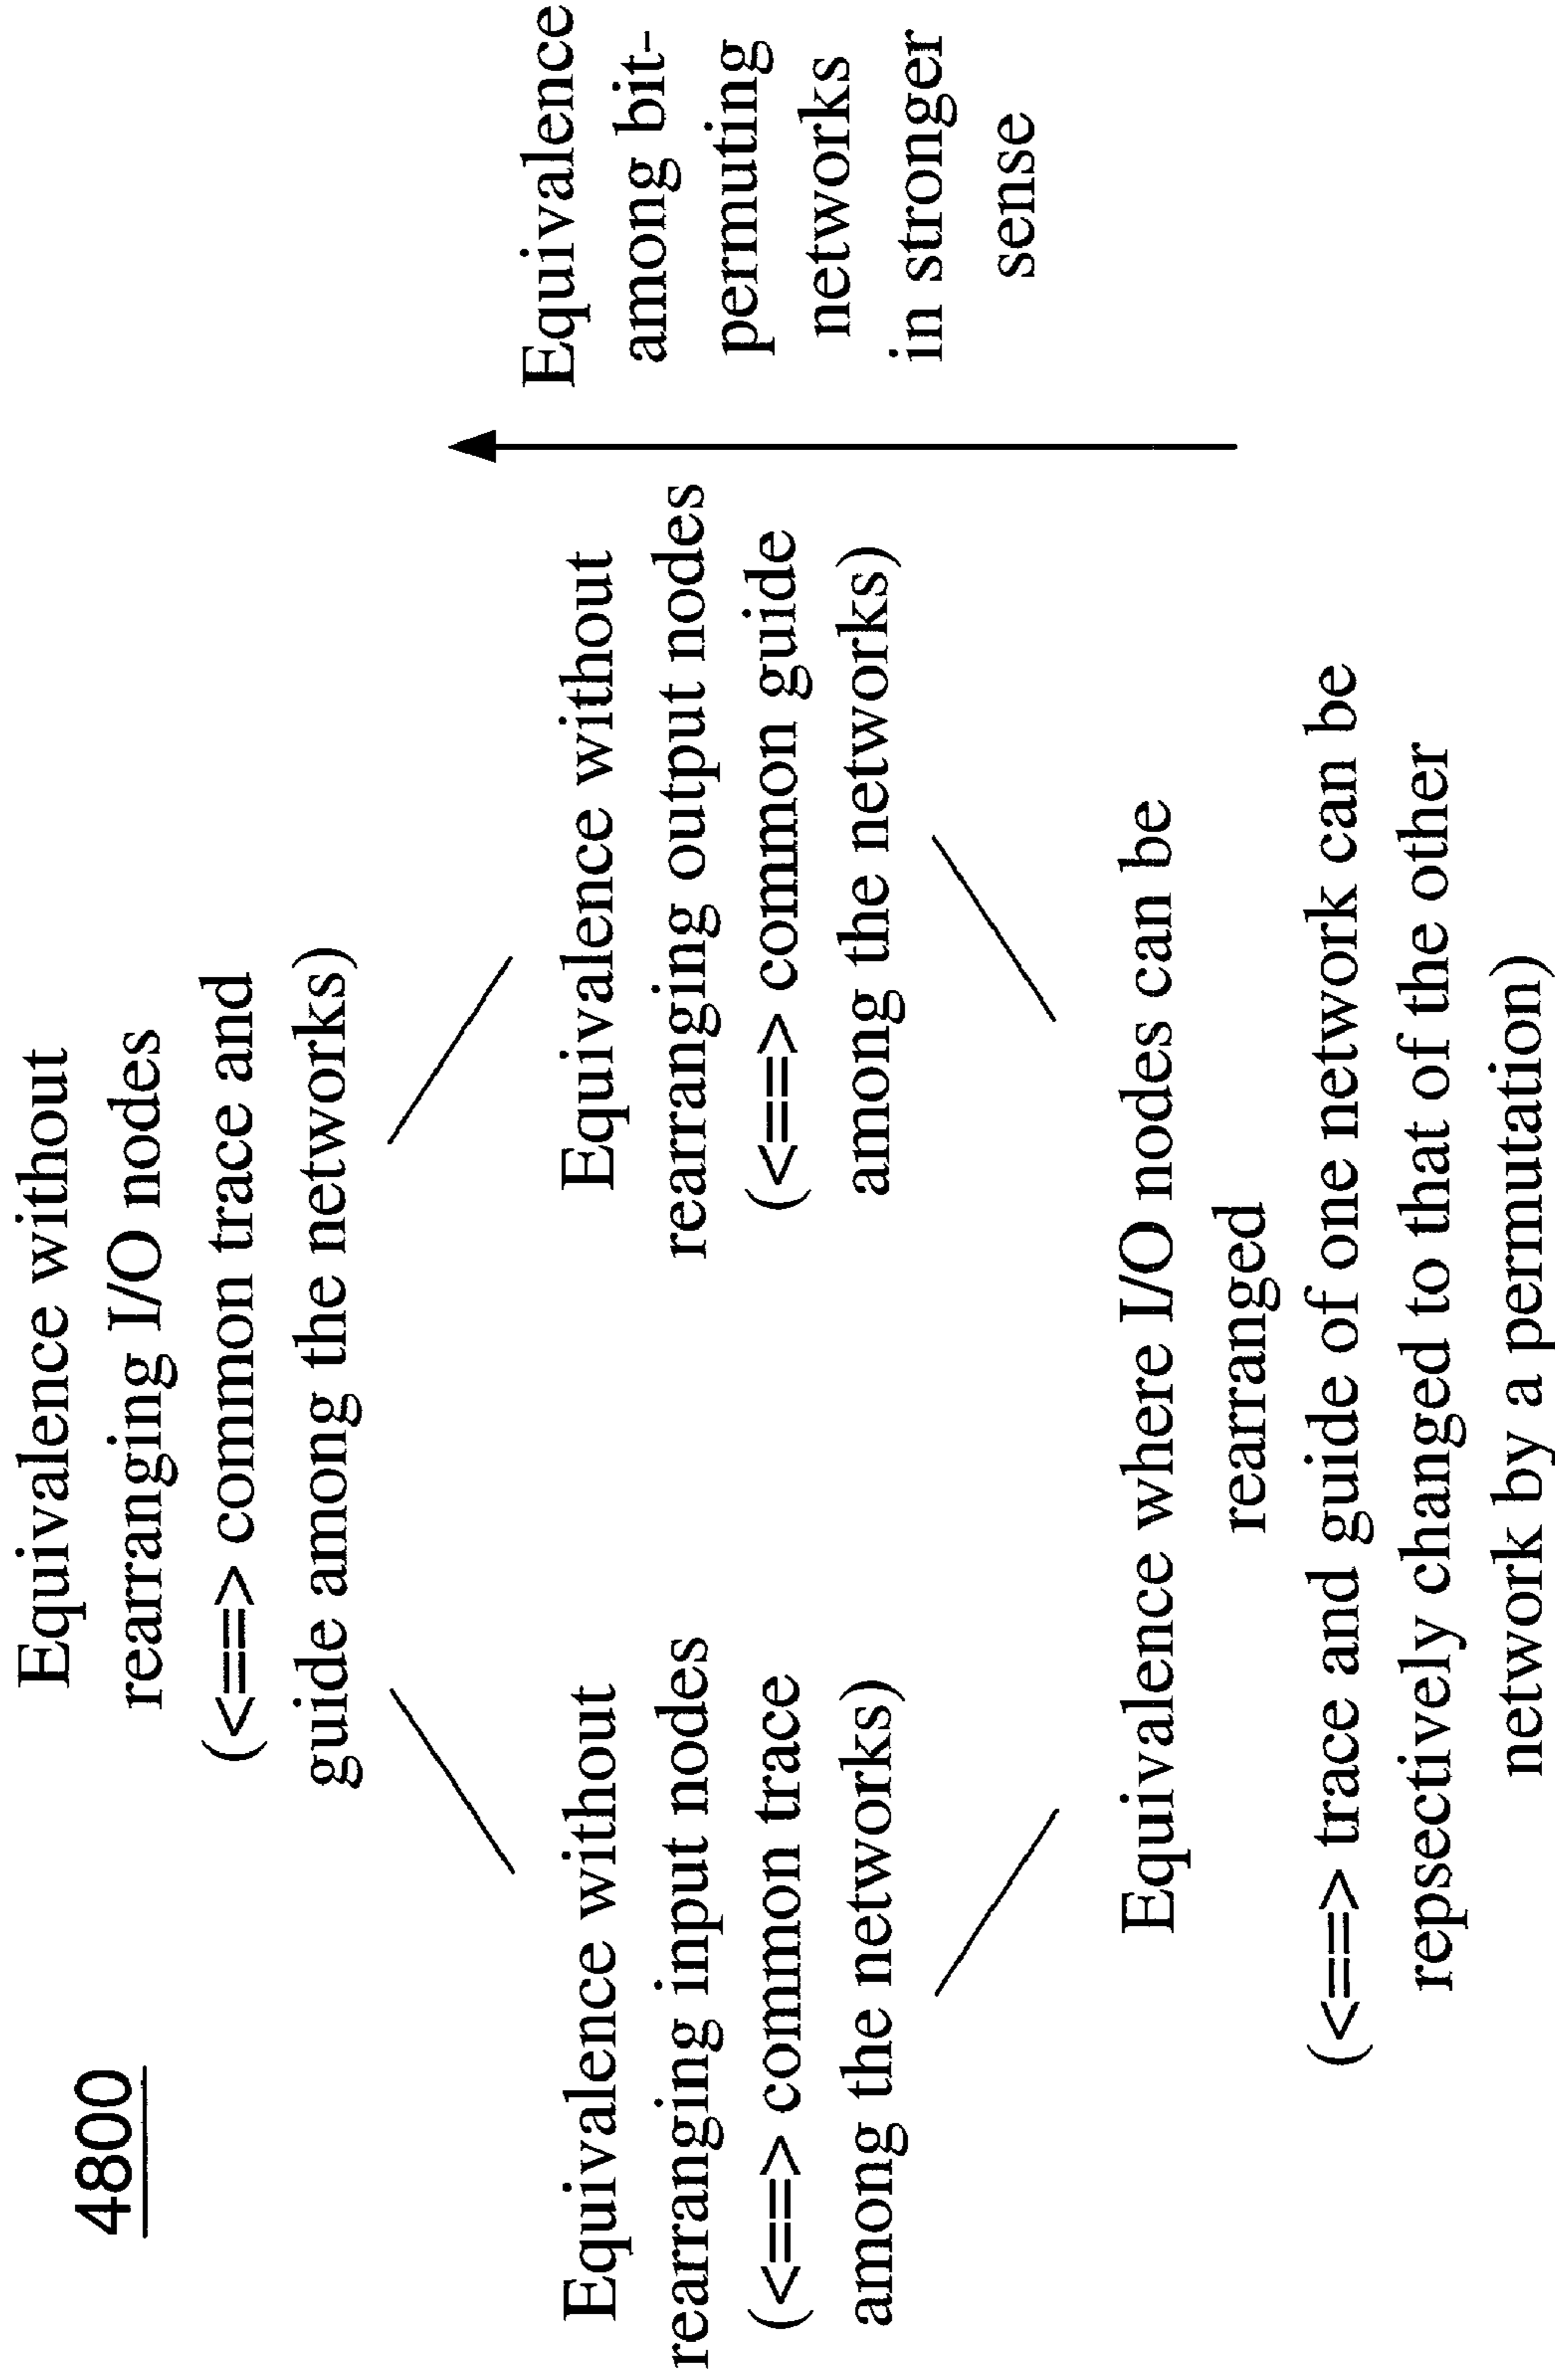 4800
Equivalence without
rearranging I/O nodes
(<==> common trace and
guide among the networks)
Equivalence without
rearranging input nodes
(<==> common trace
among the networks)
Equivalence without
rearranging output nodes
(<==> common guide
among the networks)
Equivalence
among bit-
permuting
networks
in stronger
sense
Equivalence where I/O nodes can be
rearranged
(<==> trace and guide of one network can be
repsectively changed to that of the other
network by a permutation)